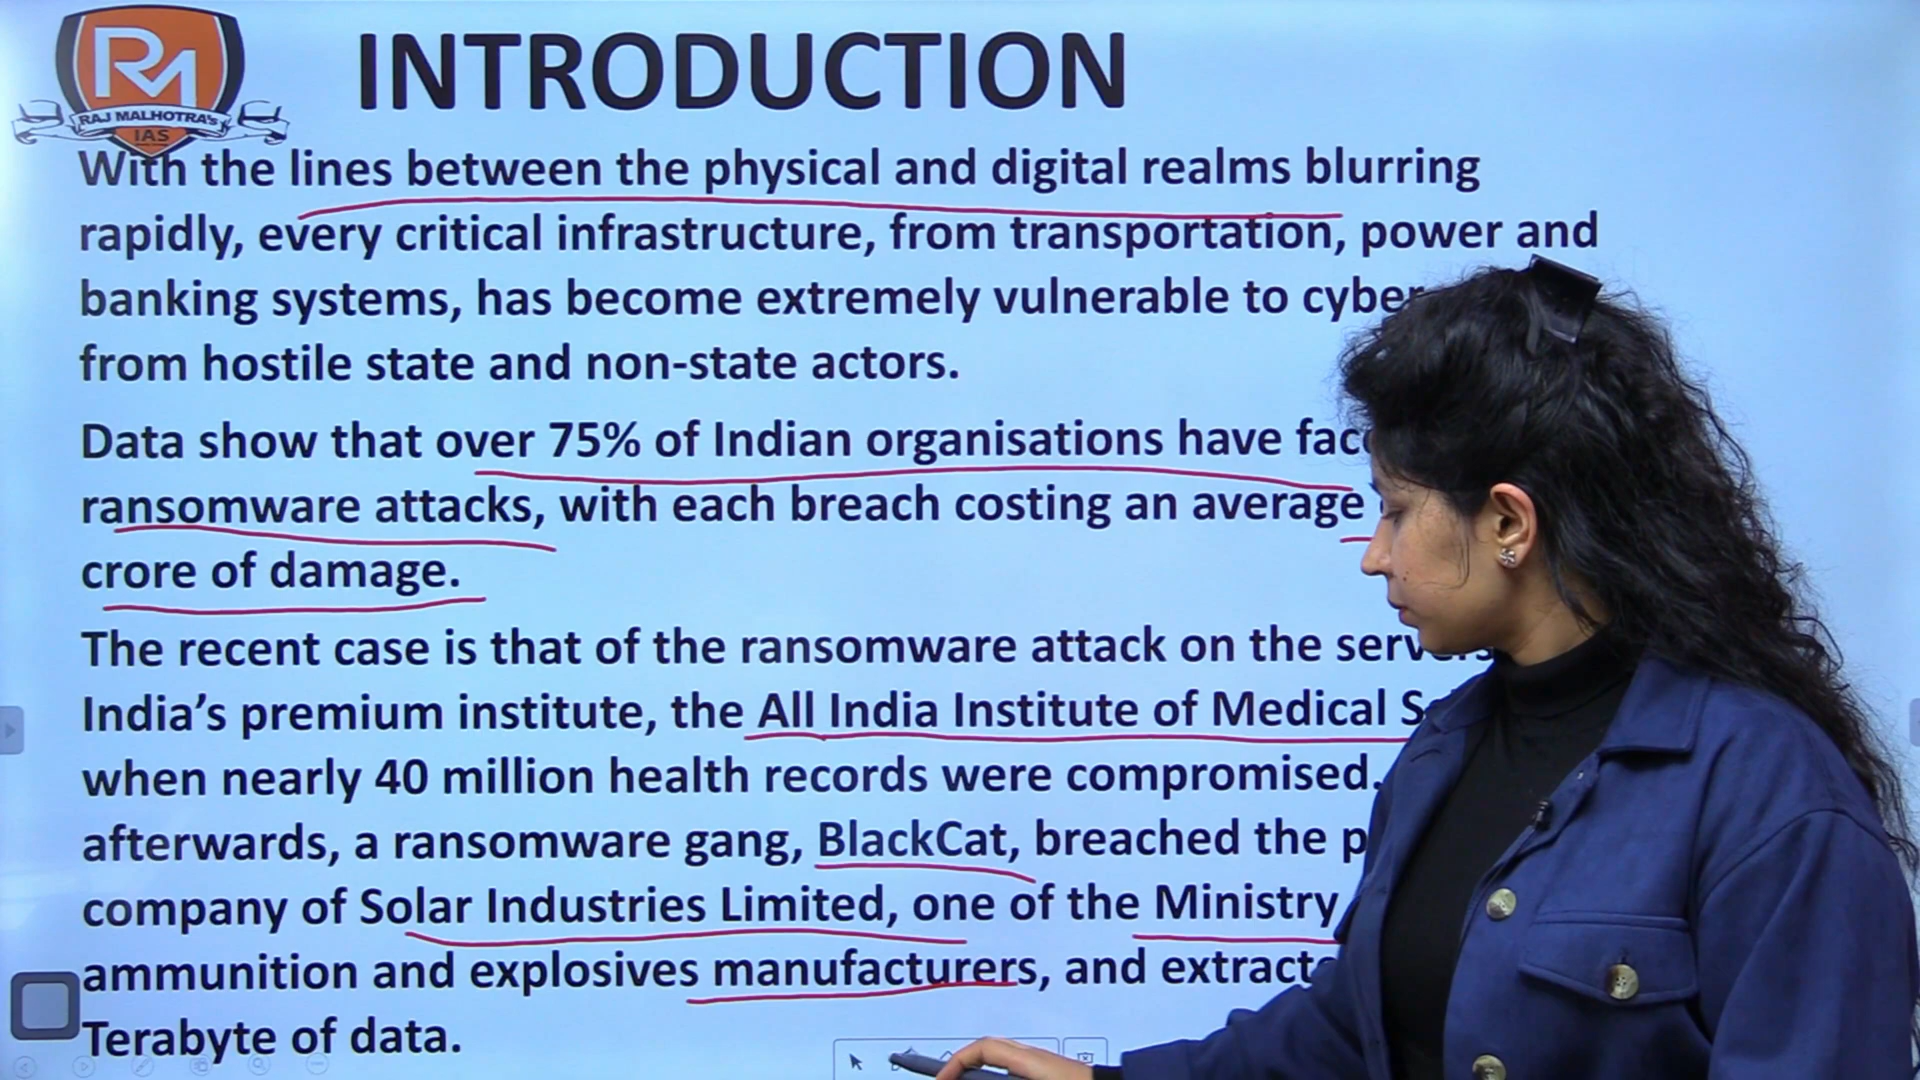 RM
RAJ MALHOTRA's
IAS
INTRODUCTION
With the lines between the physical and digital realms blurring
rapidly, every critical infrastructure, from transportation, power and
banking systems, has become extremely vulnerable to cyber
from hostile state and non-state actors.
Data show that over 75% of Indian organisations have
ransomware attacks, with each breach costing an average
crore of damage.
The recent case is that of the ransomware attack on the
India's premium institute, the All India Institute of Medical
when nearly 40 million health records were compromised.
afterwards, a ransomware gang, BlackCat, breached the
company of Solar Industries Limited, one of the Ministry
ammunition and explosives manufacturers, and
Terabyte of data.